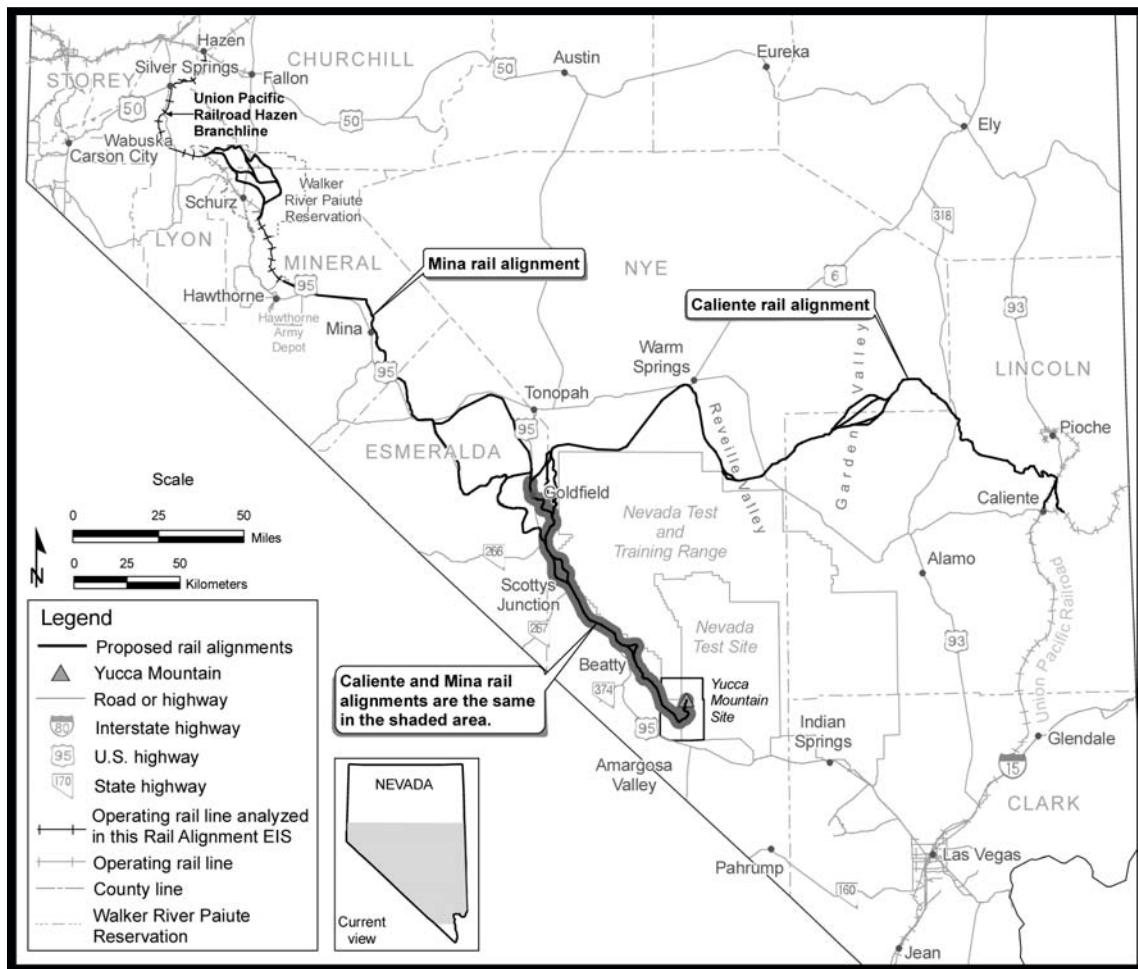 Hazen
CHURCHILL
Austin
Eureka
50
STOREY
Silver Springs
Fallon
50
Union Pacific
Railroad Hazen
Branchline
50
Ely
Wabuska
Carson City
Walker
River Paiute
Reservation
Schurz
318
LYON
MINERAL
Mina rail alignment
NYE
6
95
Caliente rail alignment
93
Hawthorne
Hawthorne
Army
Depot
Mina
Warm
Springs
Garden Valley
LINCOLN
95
Tonopah
Reveille Valley
95
Pioche
ESMERALDA
Scale
0 25 50
Miles
0 25 50
Kilometers
N
Goldfield
Caliente
Nevada Test
and
Training Range
266
Alamo
Scottys
Junction
267
Nevada
Test Site
93
Union Pacific Railroad
Beatty
Caliente and Mina rail
alignments are the same
in the shaded area.
374
Yucca
Mountain
Site
95
Indian
Springs
Glendale
Amargosa
Valley
15
CLARK
Las Vegas
Pahrump
160
Jean
Legend
Proposed rail alignments
Yucca Mountain
Road or highway
80
Interstate highway
95
U.S. highway
170
State highway
Operating rail line analyzed
in this Rail Alignment EIS
Operating rail line
County line
Walker River Paiute
Reservation
NEVADA
Current
view